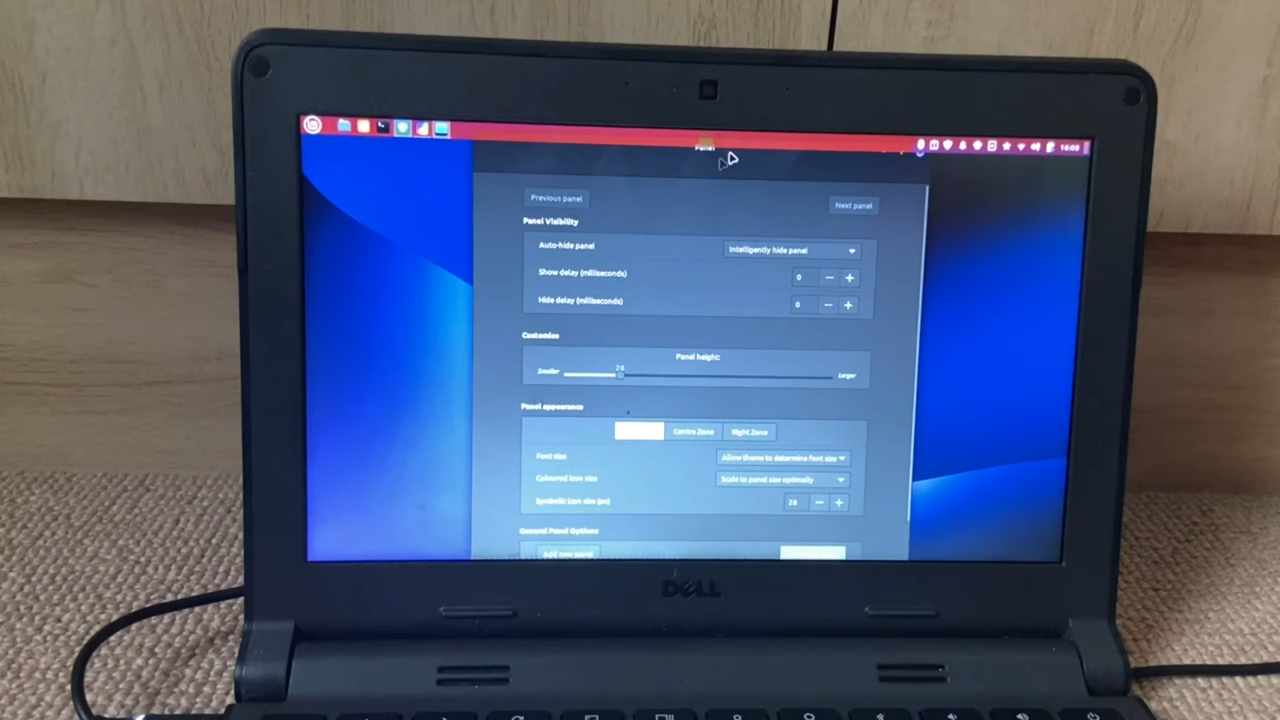 16:08
Panel
Previous panel
Next panel
Panel Visibility
Auto-hide panel
Intelligently hide panel
Show delay (milliseconds)
0
Hide delay (milliseconds)
0
Customise
Panel height:
28
Smaller
Larger
Panel appearance
Centre Zone
Right Zone
Font size
Allow theme to determine font size
Coloured icon size
Scale to panel size optimally
Symbolic icon size (px)
28
General Panel Options
Add new panel
DELL